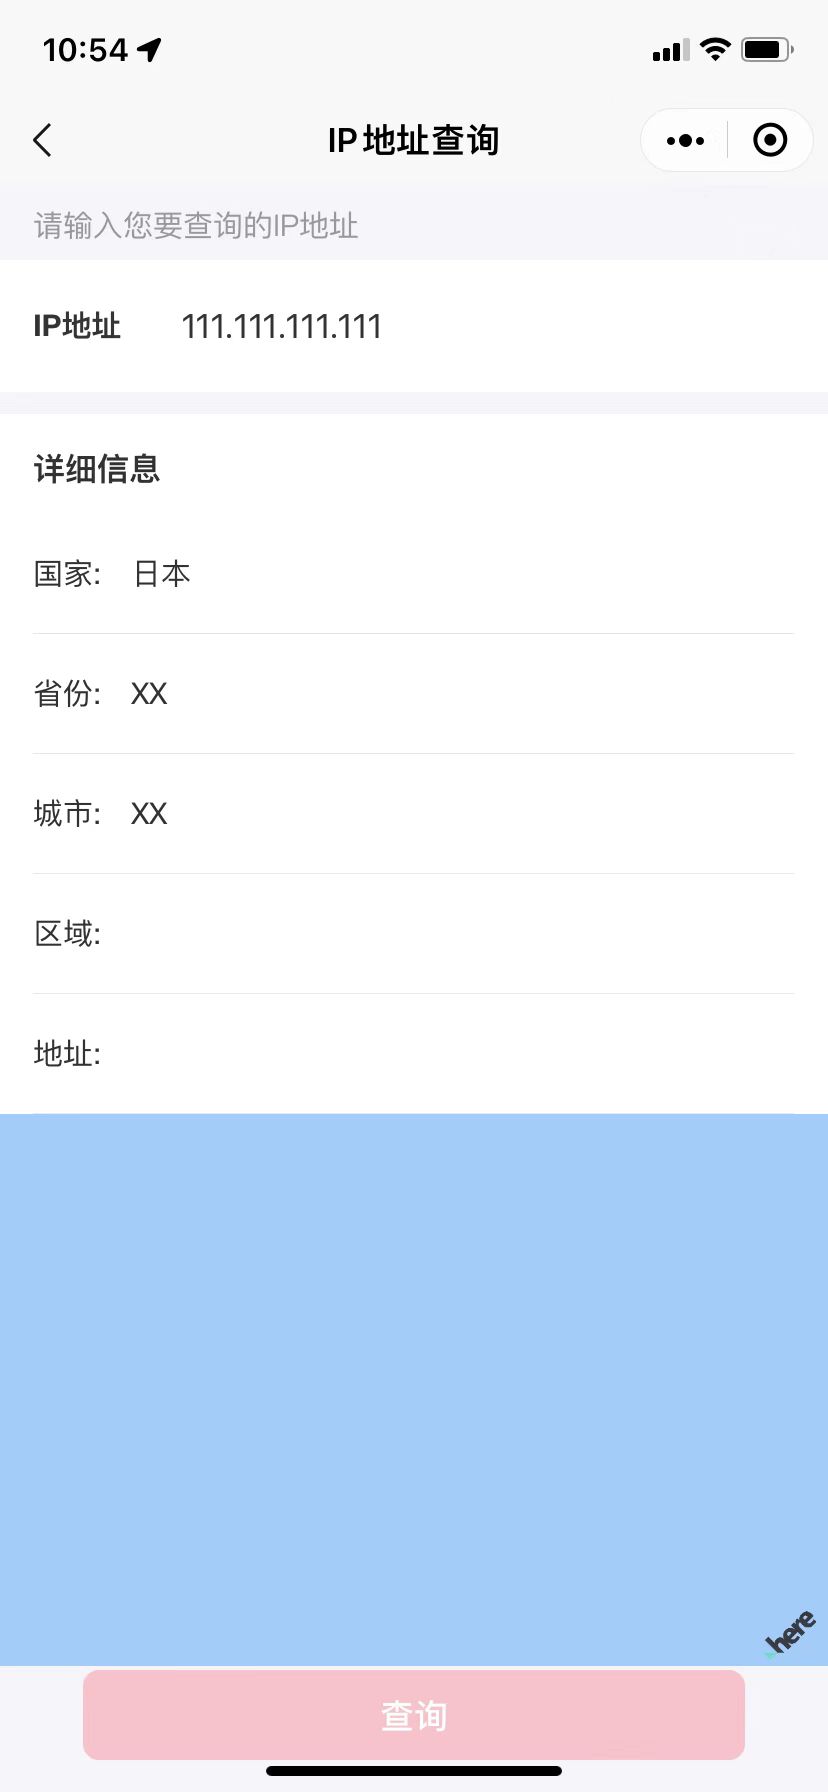 10:54
IP地址查询
请输入您要查询的IP地址
IP地址 111.111.111.111
详细信息
国家: 日本
省份: XX
城市: XX
区域:
地址:
here
查询